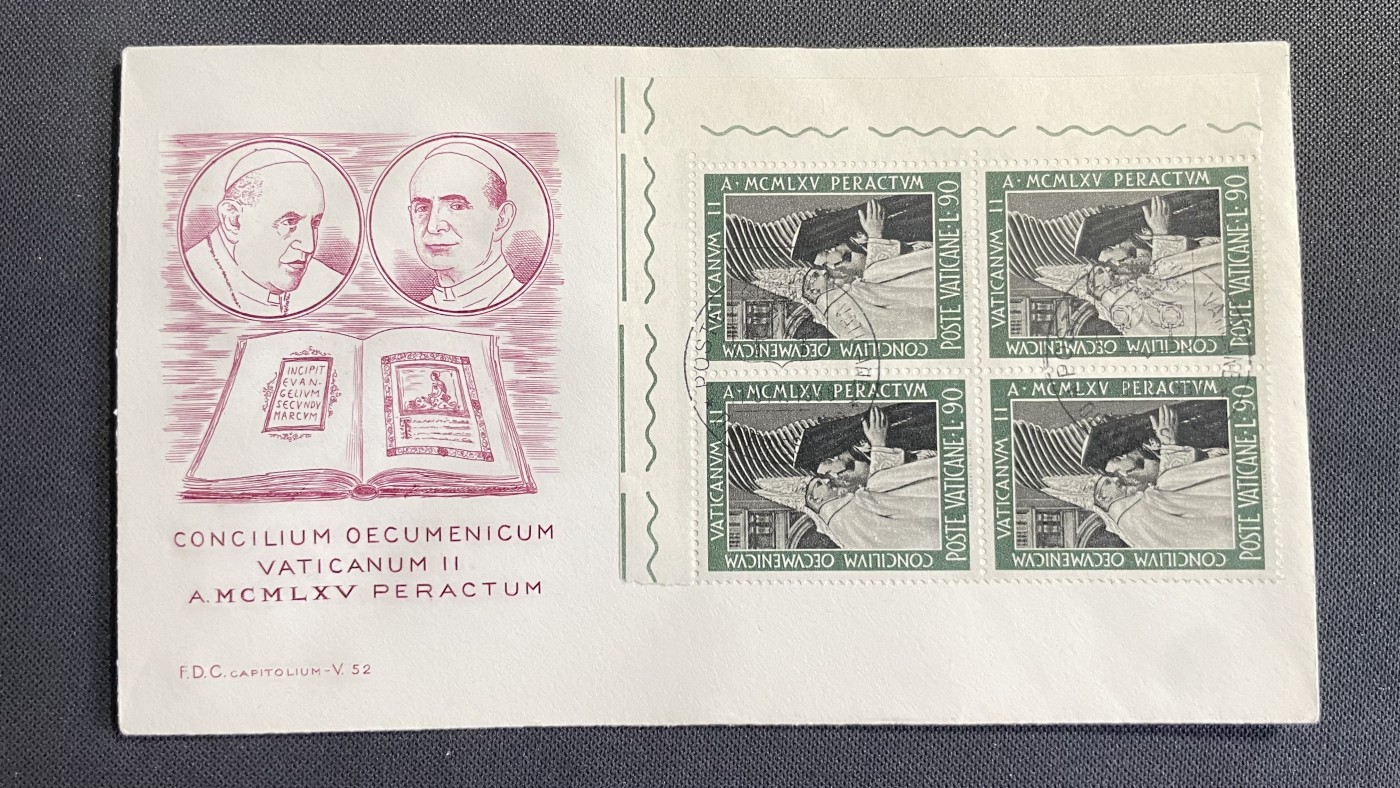 INCIPIT
EVAN-
GELIVM
SECVNDV
MARCVM
CONCILIUM OECUMENICUM
VATICANUM II
A. MCMLXV PERACTUM
F.D.C. CAPITOLIUM - V. 52
CONCILIVM OECVMENICVM
VATICANVM II
A · MCMLXV PERACTVM
POSTE VATICANE · L · 90
CONCILIVM OECVMENICVM
VATICANVM II
A · MCMLXV PERACTVM
POSTE VATICANE · L · 90
CONCILIVM OECVMENICVM
VATICANVM II
A · MCMLXV PERACTVM
POSTE VATICANE · L · 90
CONCILIVM OECVMENICVM
VATICANVM II
A · MCMLXV PERACTVM
POSTE VATICANE · L · 90